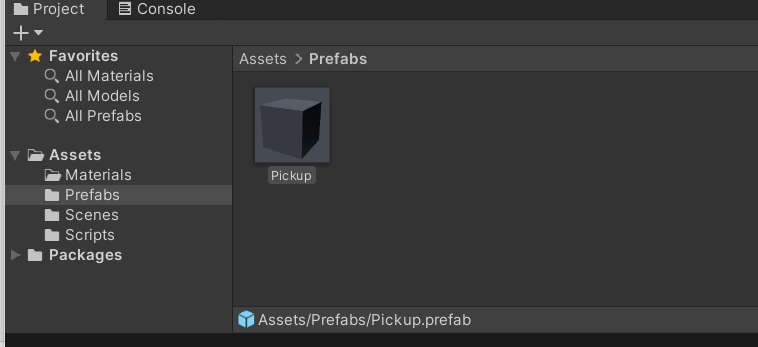 Project
Console
Favorites
All Materials
All Models
All Prefabs
Assets
Materials
Prefabs
Scenes
Scripts
Packages
Assets > Prefabs
Pickup
Assets/Prefabs/Pickup.prefab